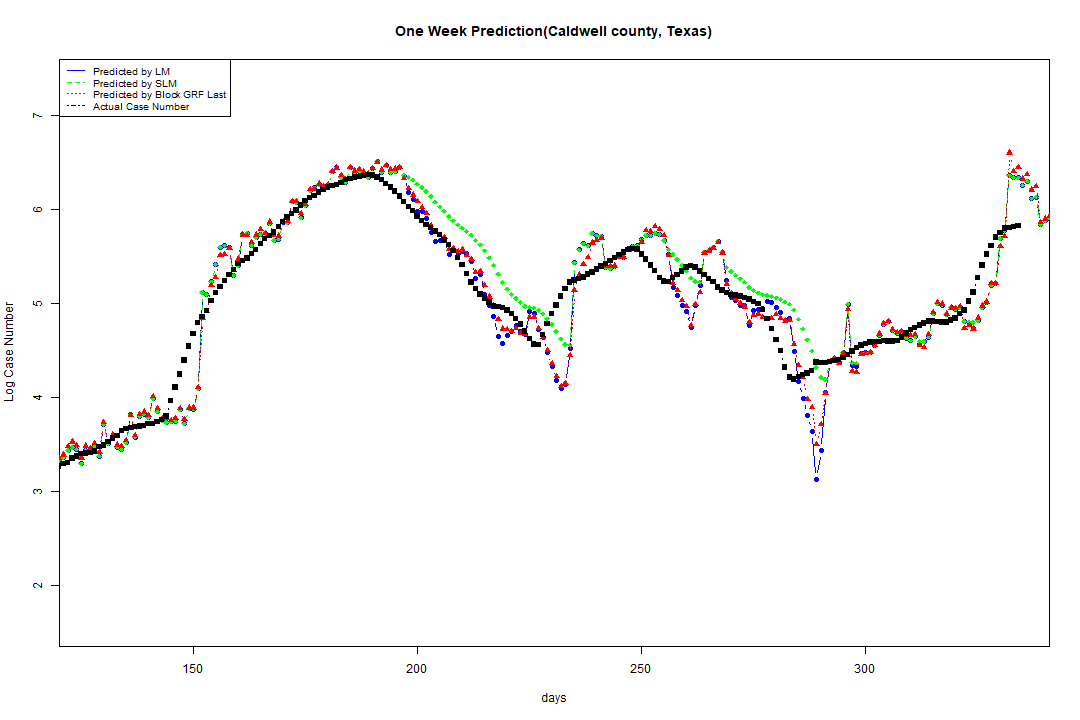 One Week Prediction(Caldwell county, Texas)
Predicted by LM
Predicted by SLM
Predicted by Block GRF Last
Actual Case Number
7
6
5
4
3
2
Log Case Number
150 200 250 300
days